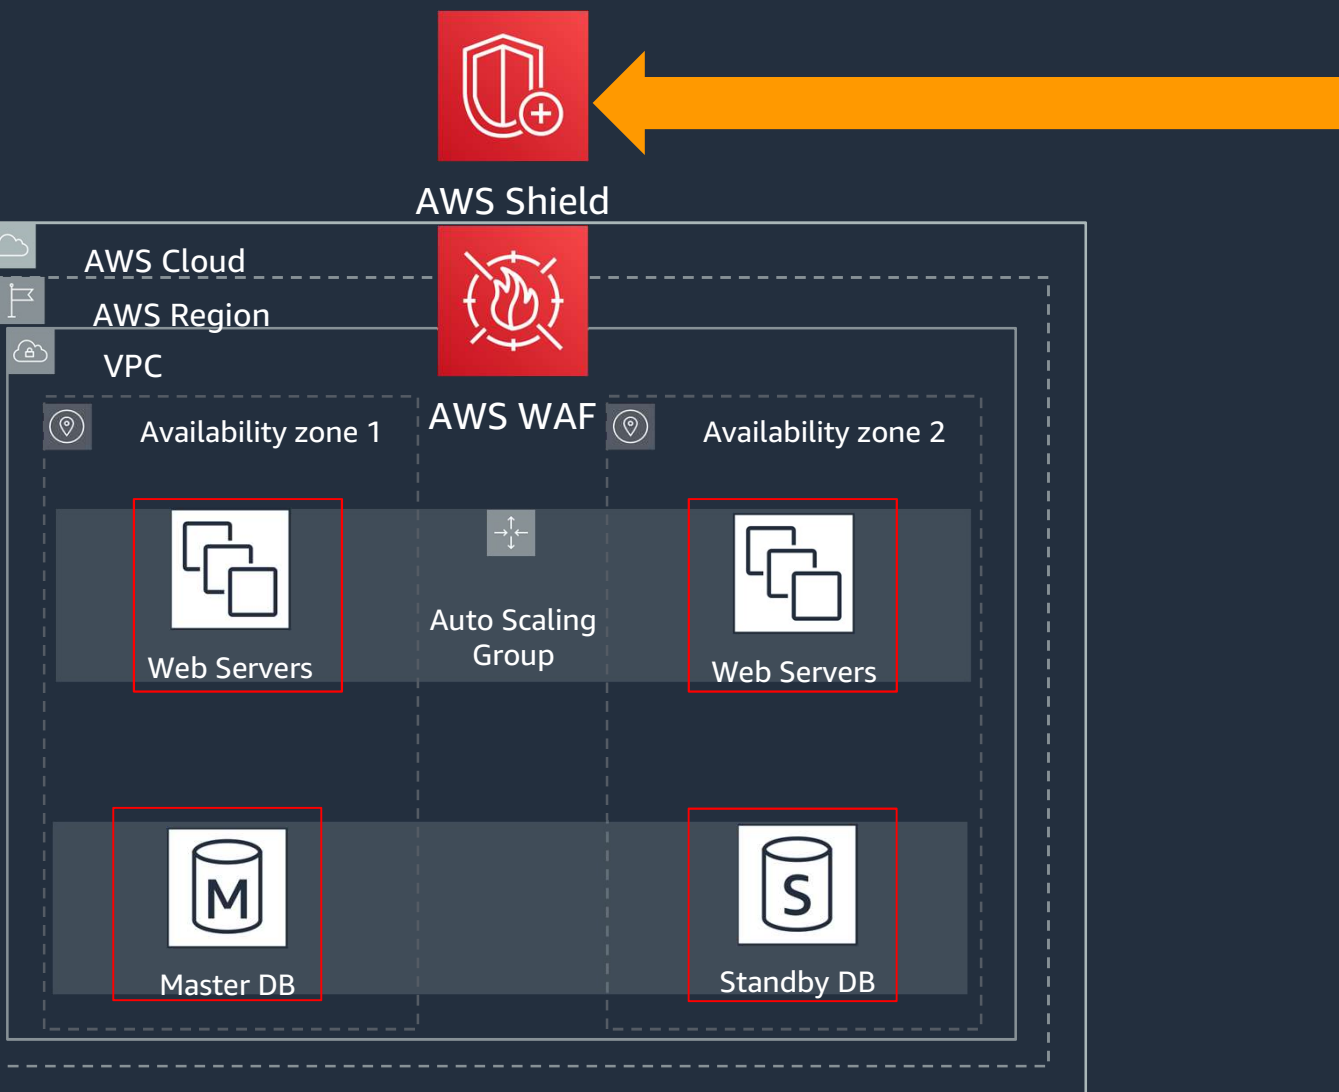 AWS Shield
AWS Cloud
AWS Region
VPC
AWS WAF
Availability zone 1
Availability zone 2
Auto Scaling
Group
Web Servers
Web Servers
M
S
Master DB
Standby DB